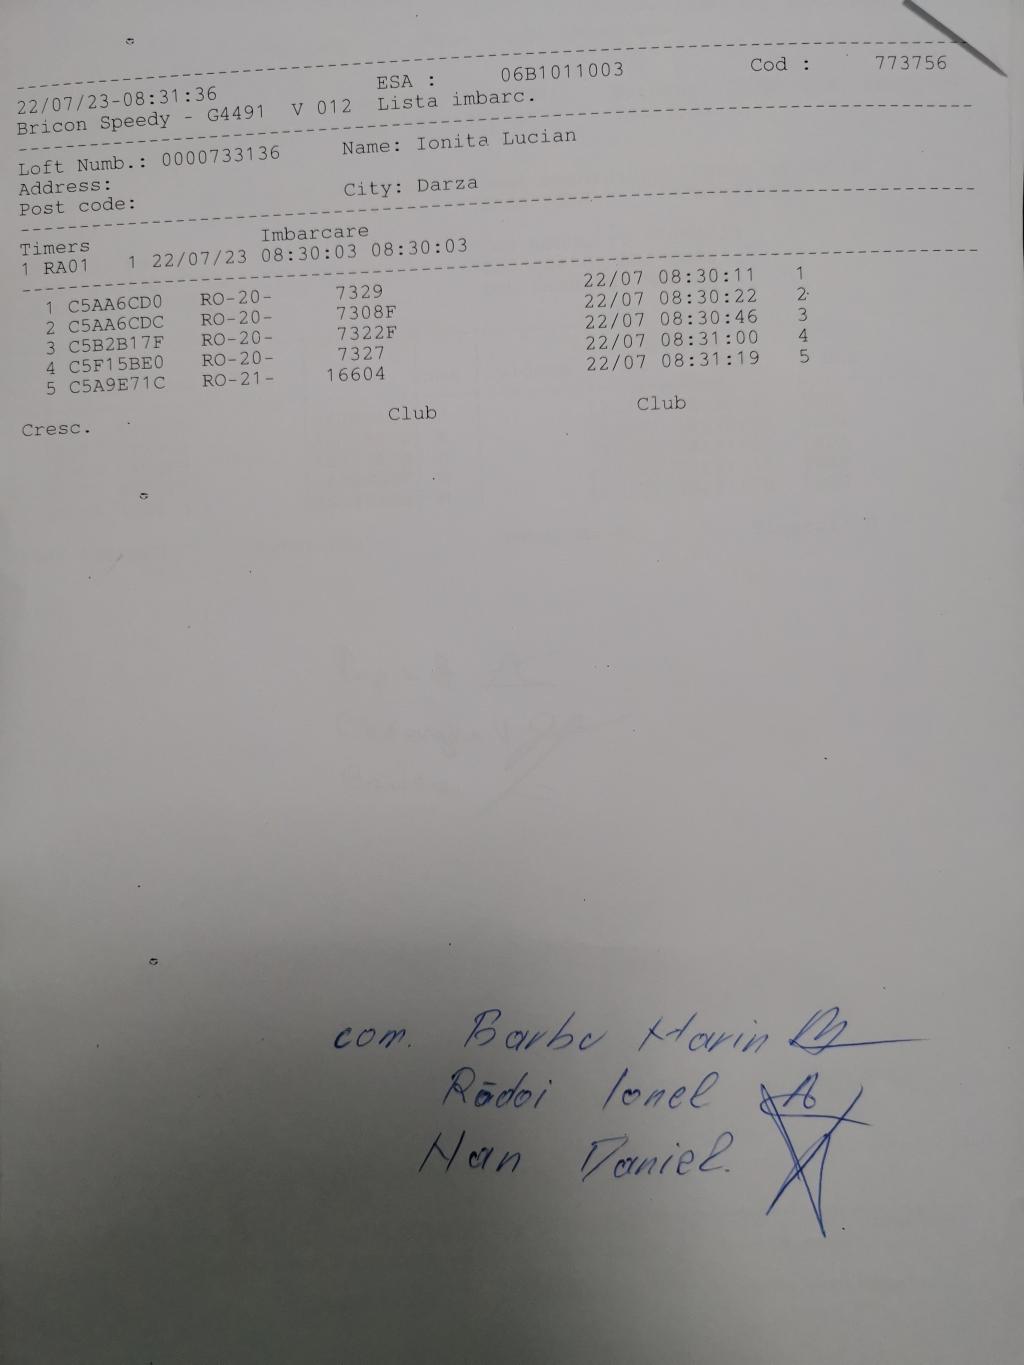 22/07/23-08:31:36 ESA : 06B1011003 Cod : 773756
Bricon Speedy - G4491 V 012 Lista imbarc.
Loft Numb.: 0000733136 Name: Ionita Lucian
Address:
Post code: City: Darza
Timers Imbarcare
1 RA01 1 22/07/23 08:30:03 08:30:03
1 C5AA6CD0 RO-20- 7329 22/07 08:30:11 1
2 C5AA6CDC RO-20- 7308F 22/07 08:30:22 2
3 C5B2B17F RO-20- 7322F 22/07 08:30:46 3
4 C5F15BE0 RO-20- 7327 22/07 08:31:00 4
5 C5A9E71C RO-21- 16604 22/07 08:31:19 5
Cresc. Club Club
com. Barbu Marin
Rădoi Ionel
Nan Daniel.